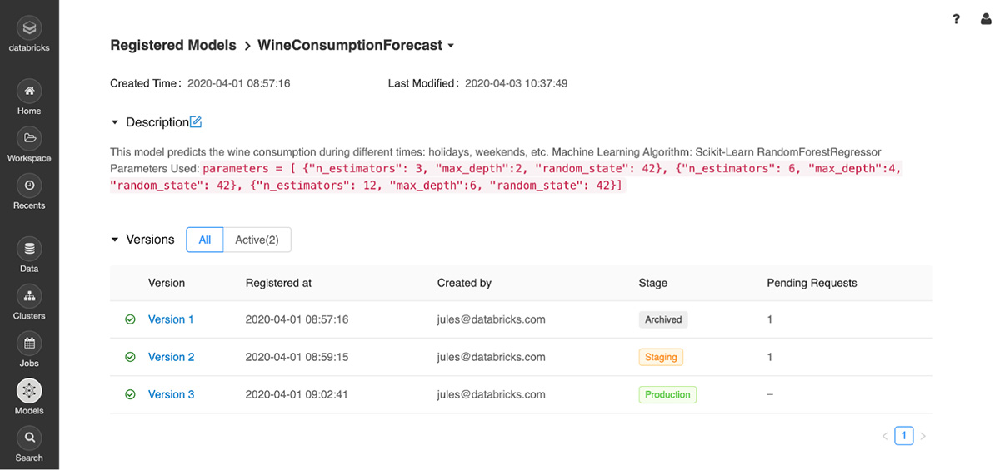 ?
databricks
Home
Workspace
Recents
Data
Clusters
Jobs
Models
Search
Registered Models > WineConsumptionForecast
Created Time: 2020-04-01 08:57:16 Last Modified: 2020-04-03 10:37:49
Description
This model predicts the wine consumption during different times: holidays, weekends, etc. Machine Learning Algorithm: Scikit-Learn RandomForestRegressor
Parameters Used: parameters = [ {"n_estimators": 3, "max_depth":2, "random_state": 42}, {"n_estimators": 6, "max_depth":4,
"random_state": 42}, {"n_estimators": 12, "max_depth":6, "random_state": 42}]
Versions All Active(2)
Version Registered at Created by Stage Pending Requests
Version 1 2020-04-01 08:57:16 jules@databricks.com Archived 1
Version 2 2020-04-01 08:59:15 jules@databricks.com Staging 1
Version 3 2020-04-01 09:02:41 jules@databricks.com Production –
< 1 >